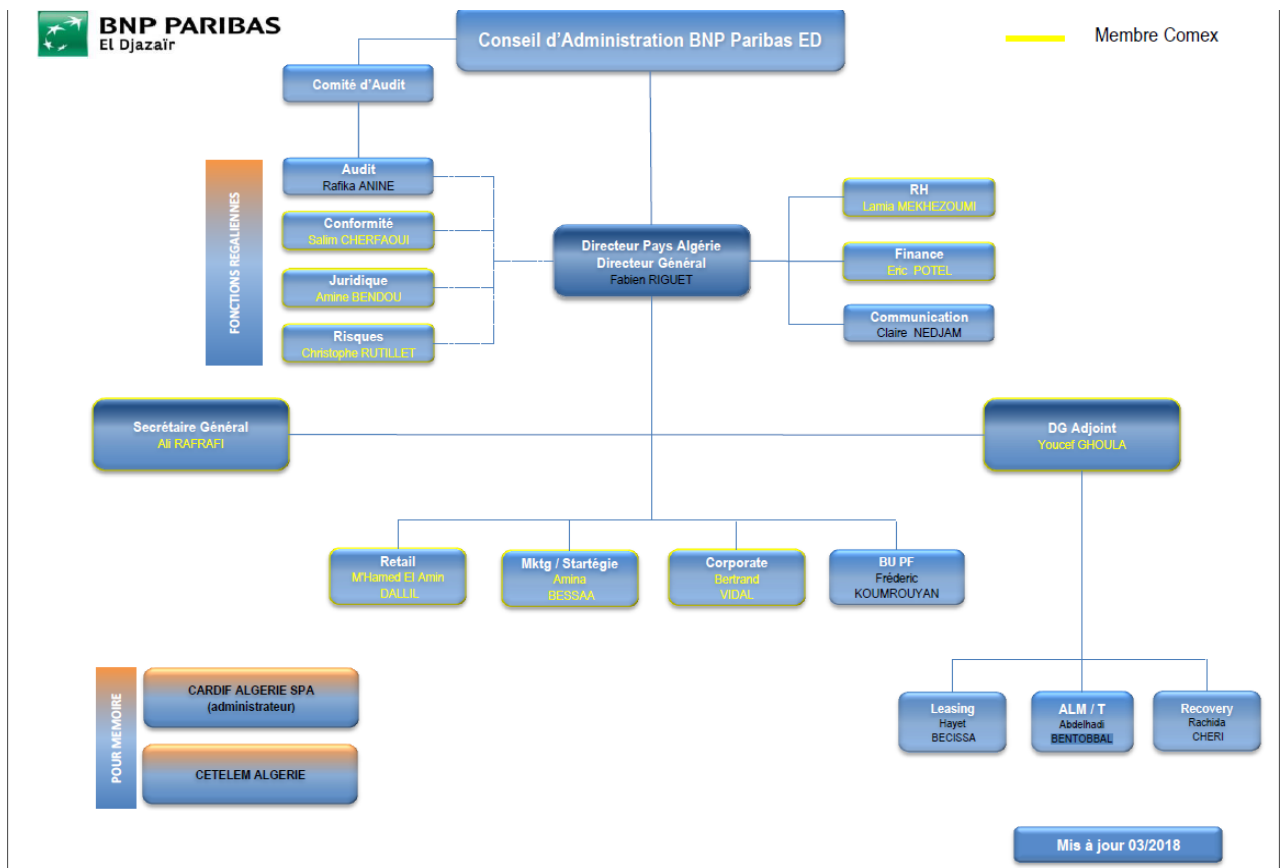 BNP PARIBAS
El Djazaïr
Conseil d'Administration BNP Paribas ED
Membre Comex
Comité d'Audit
FONCTIONS REGALIENNES
Audit
Rafika ANINE
Conformité
Salim CHERFAOUI
Juridique
Amine BENDOU
Risques
Christophe RUTILLET
Directeur Pays Algérie
Directeur Général
Fabien RIGUET
RH
Lamia MEKHEZOUMI
Finance
Eric POTEL
Communication
Claire NEDJAM
Secrétaire Général
Ali RAFRAFI
DG Adjoint
Youcef GHOULA
Retail
M'Hamed El Amin
DALLIL
Mktg / Startégie
Amina
BESSAA
Corporate
Bertrand
VIDAL
BU PF
Fréderic
KOUMROUYAN
POUR MEMOIRE
CARDIF ALGERIE SPA
(administrateur)
CETELEM ALGERIE
Leasing
Hayet
BECISSA
ALM / T
Abdelhadi
BENTOBBAL
Recovery
Rachida
CHERI
Mis à jour 03/2018